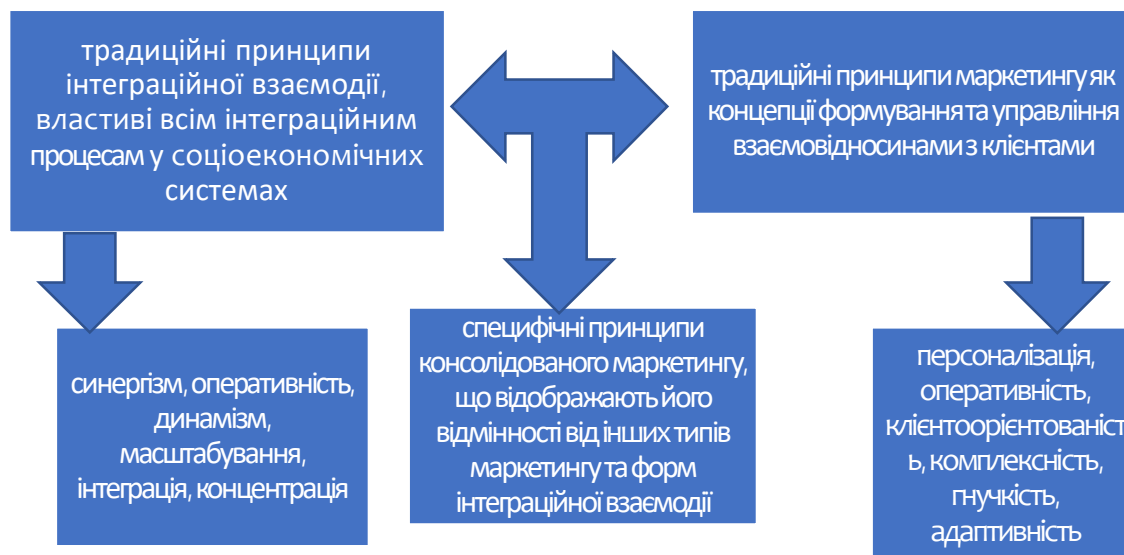 традиційні принципи
інтеграційної взаємодії,
властиві всім інтеграційним
процесам у соціоекономічних
системах
традиційні принципи маркетингу як
концепції формування та управління
взаємовідносинами з клієнтами
синергізм, оперативність,
динамізм,
масштабування,
інтеграція, концентрація
специфічні принципи
консолідованого маркетингу,
що відображають його
відмінності від інших типів
маркетингу та форм
інтеграційної взаємодії
персоналізація,
оперативність,
клієнтоорієнтованіст
ь, комплексність,
гнучкість,
адаптивність